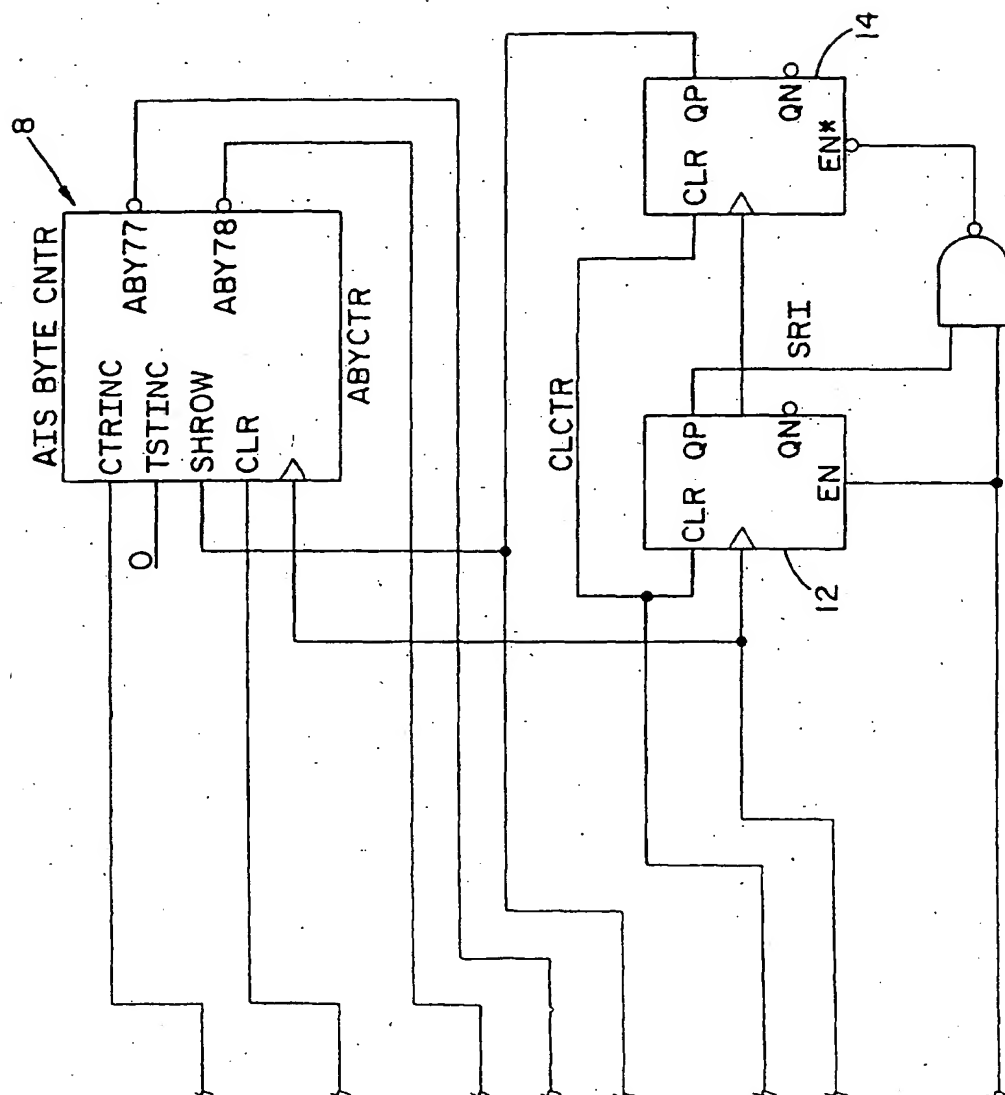 8
AIS BYTE CNTR
CTRINC
ABY77
TSTINC
0
SHROW
ABY78
CLR
ABYCTR
CLCTR
CLR QP
QN
EN
12
SRI
CLR QP
QN
EN*
14